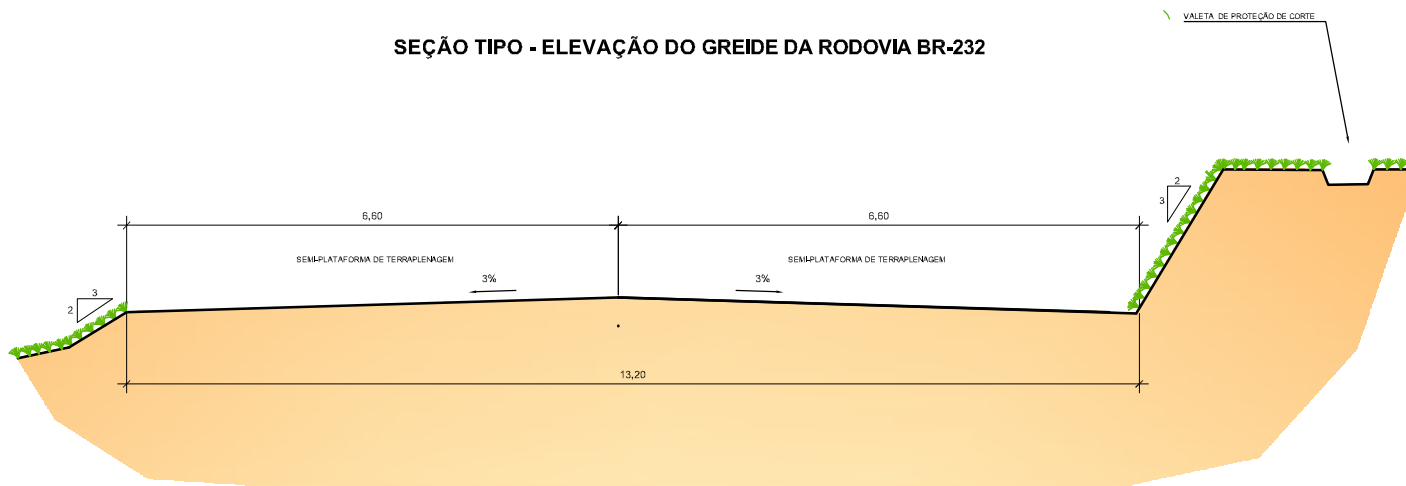 VALETA DE PROTEÇÃO DE CORTE
SEÇÃO TIPO - ELEVAÇÃO DO GREIDE DA RODOVIA BR-232
2
3
6,60
6,60
SEMI-PLATAFORMA DE TERRAPLENAGEM
SEMI-PLATAFORMA DE TERRAPLENAGEM
3%
3%
3
2
13,20